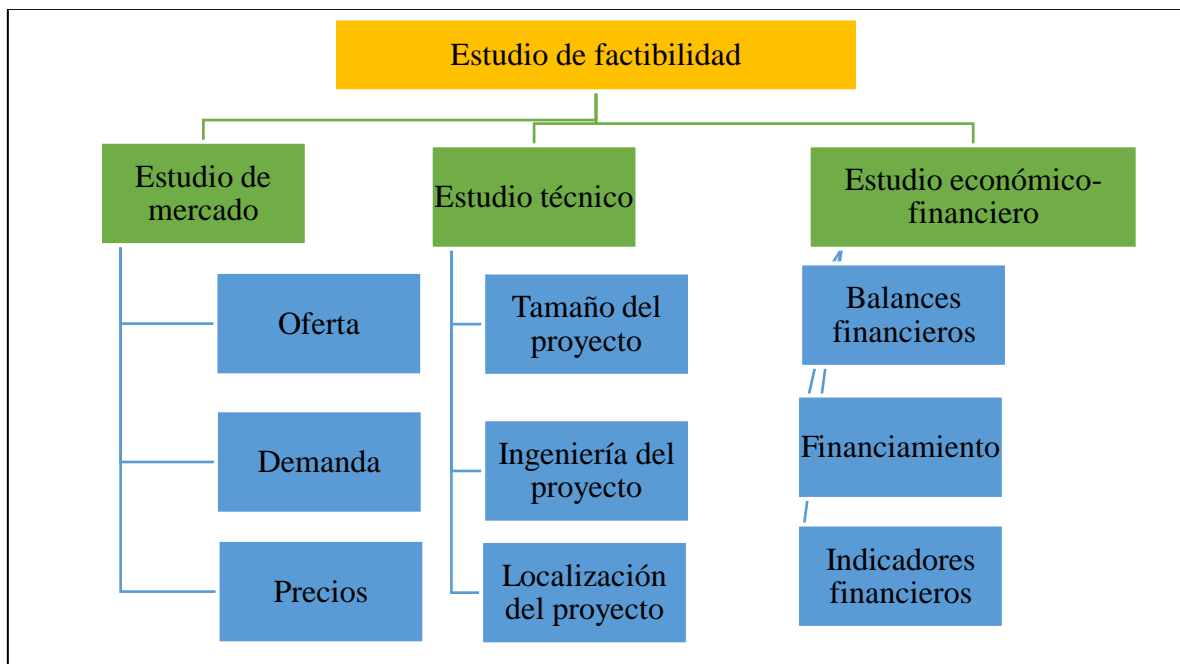 Estudio de factibilidad
Estudio de
mercado
Oferta
Demanda
Precios
Estudio técnico
Tamaño del
proyecto
Ingeniería del
proyecto
Localización
del proyecto
Estudio económico-
financiero
Balances
financieros
Financiamiento
Indicadores
financieros